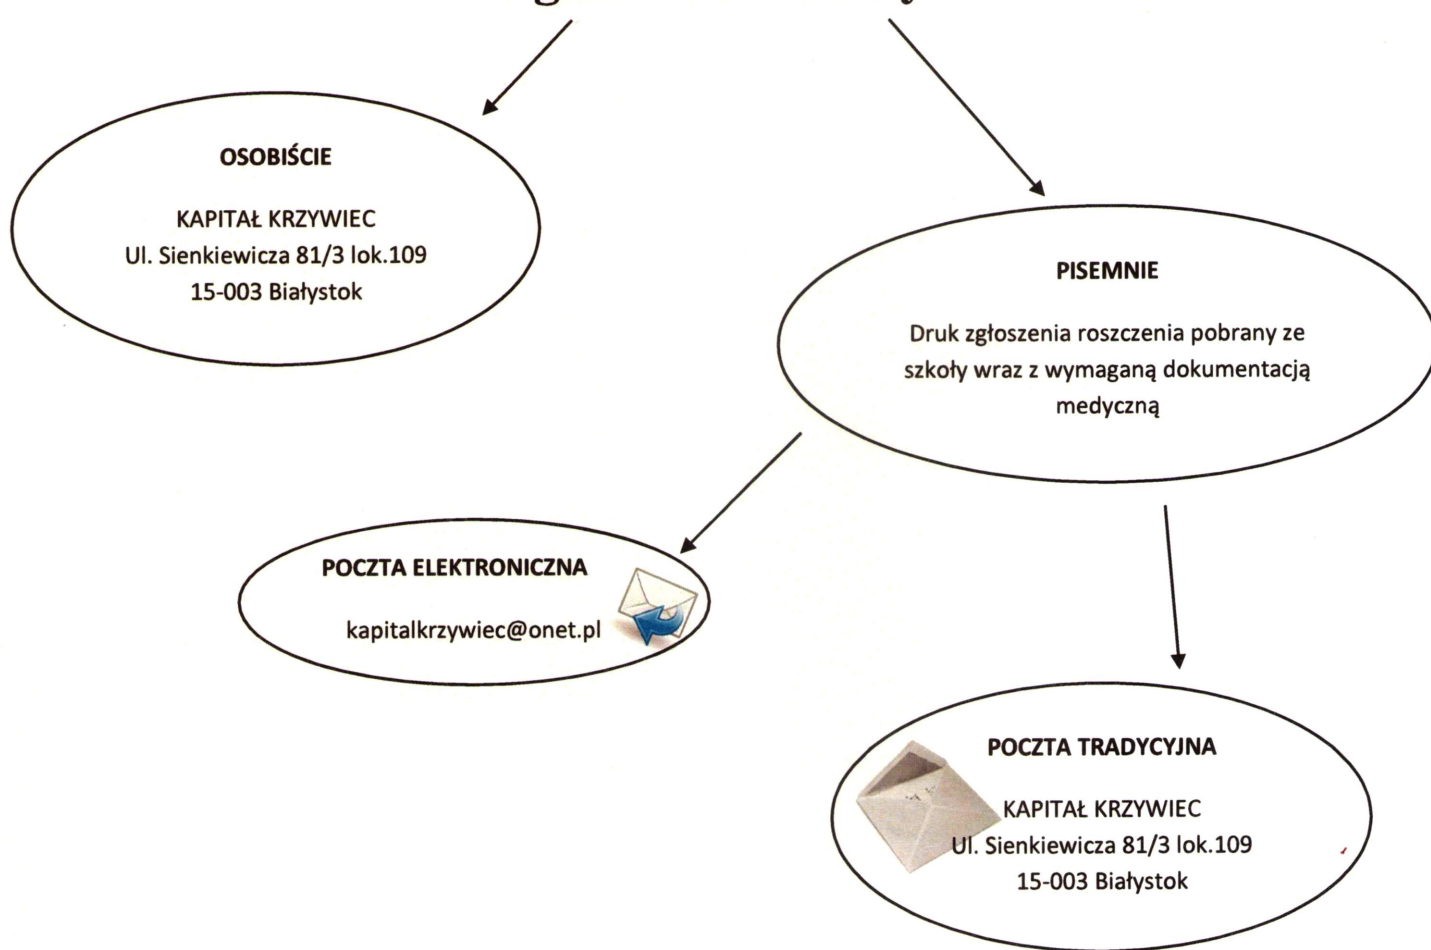 OSOBIŚCIE
KAPITAŁ KRZYWIEC
Ul. Sienkiewicza 81/3 lok.109
15-003 Białystok
PISEMNIE
Druk zgłoszenia roszczenia pobrany ze
szkoły wraz z wymaganą dokumentacją
medyczną
POCZTA ELEKTRONICZNA
kapitalkrzywiec@onet.pl
POCZTA TRADYCYJNA
KAPITAŁ KRZYWIEC
Ul. Sienkiewicza 81/3 lok.109
15-003 Białystok